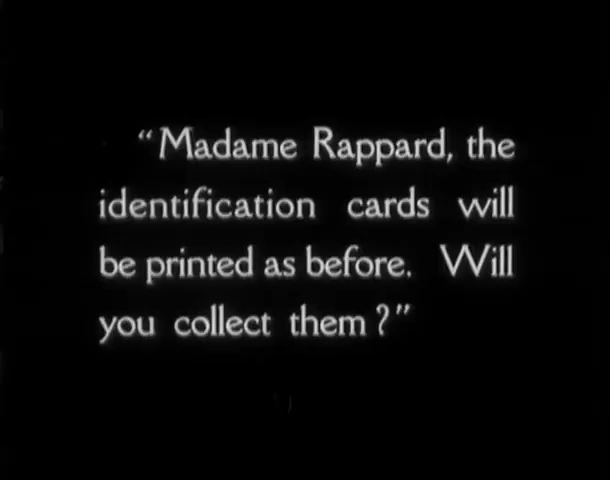 “Madame Rappard, the
identification cards will
be printed as before. Will
you collect them?”